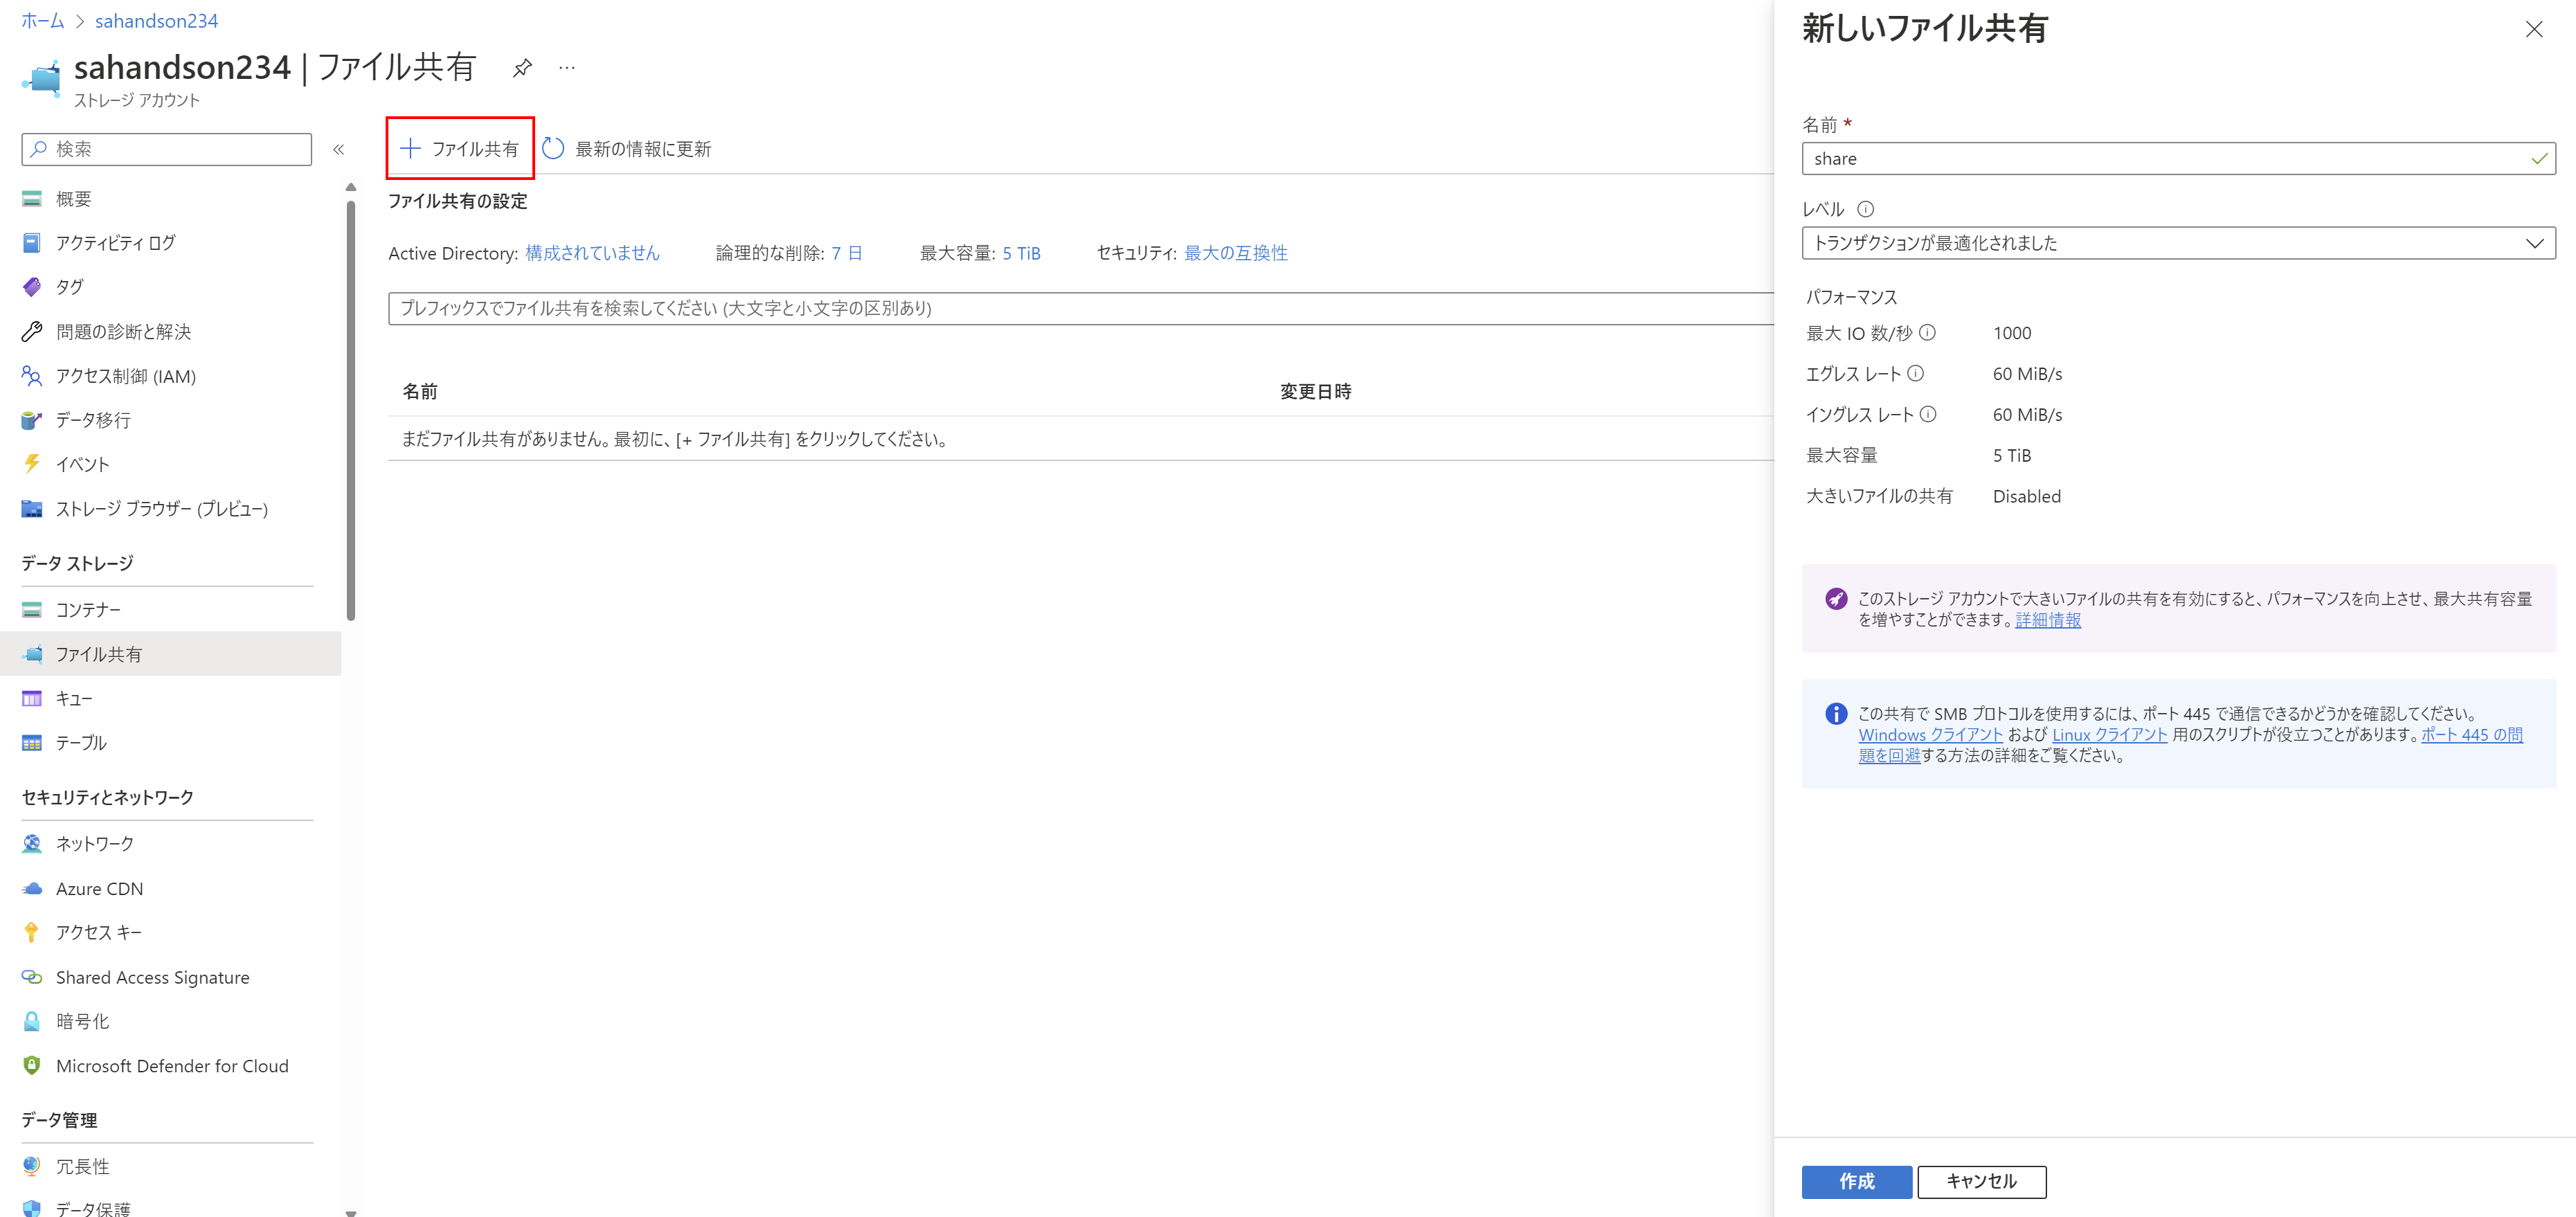 ホーム > sahandson234
sahandson234 | ファイル共有 ...
ストレージ アカウント
検索 «
概要
アクティビティ ログ
タグ
問題の診断と解決
アクセス制御 (IAM)
データ移行
イベント
ストレージ ブラウザー (プレビュー)
データ ストレージ
コンテナー
ファイル共有
キュー
テーブル
セキュリティとネットワーク
ネットワーク
Azure CDN
アクセス キー
Shared Access Signature
暗号化
Microsoft Defender for Cloud
データ管理
冗長性
データ保護
+ ファイル共有 最新の情報に更新
ファイル共有の設定
Active Directory: 構成されていません 論理的な削除: 7 日 最大容量: 5 TiB セキュリティ: 最大の互換性
プレフィックスでファイル共有を検索してください (大文字と小文字の区別あり)
名前 変更日時
まだファイル共有がありません。最初に、[+ ファイル共有] をクリックしてください。
新しいファイル共有
名前 *
share
レベル
トランザクションが最適化されました
パフォーマンス
最大 IO 数/秒 1000
エグレス レート 60 MiB/s
イングレス レート 60 MiB/s
最大容量 5 TiB
大きいファイルの共有 Disabled
このストレージ アカウントで大きいファイルの共有を有効にすると、パフォーマンスを向上させ、最大共有容量
を増やすことができます。詳細情報
この共有で SMB プロトコルを使用するには、ポート 445 で通信できるかどうかを確認してください。
Windows クライアント および Linux クライアント 用のスクリプトが役立つことがあります。ポート 445 の問
題を回避する方法の詳細をご覧ください。
作成 キャンセル